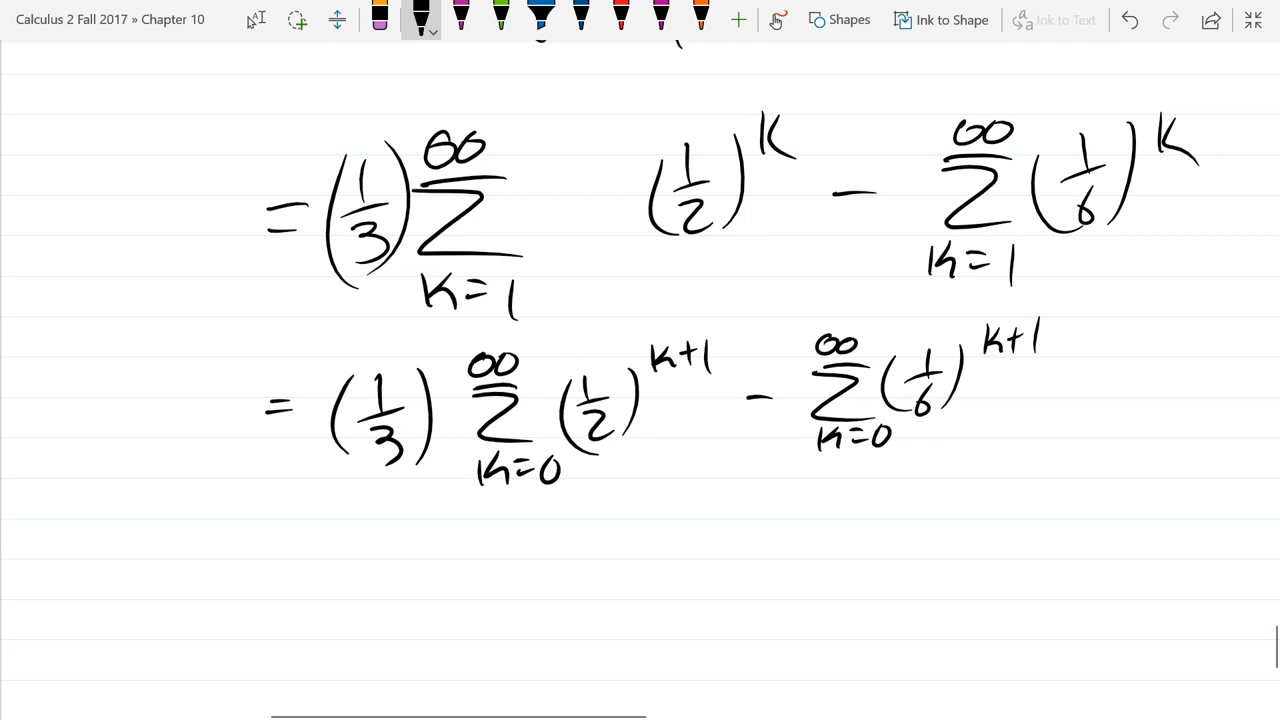 Calculus 2 Fall 2017 » Chapter 10 Shapes Ink to Shape Ink to Text
= (1/3) ∞∑k=1 (1/2)^k − ∞∑k=1 (1/6)^k
= (1/3) ∞∑k=0 (1/2)^k+1 − ∞∑k=0 (1/6)^k+1